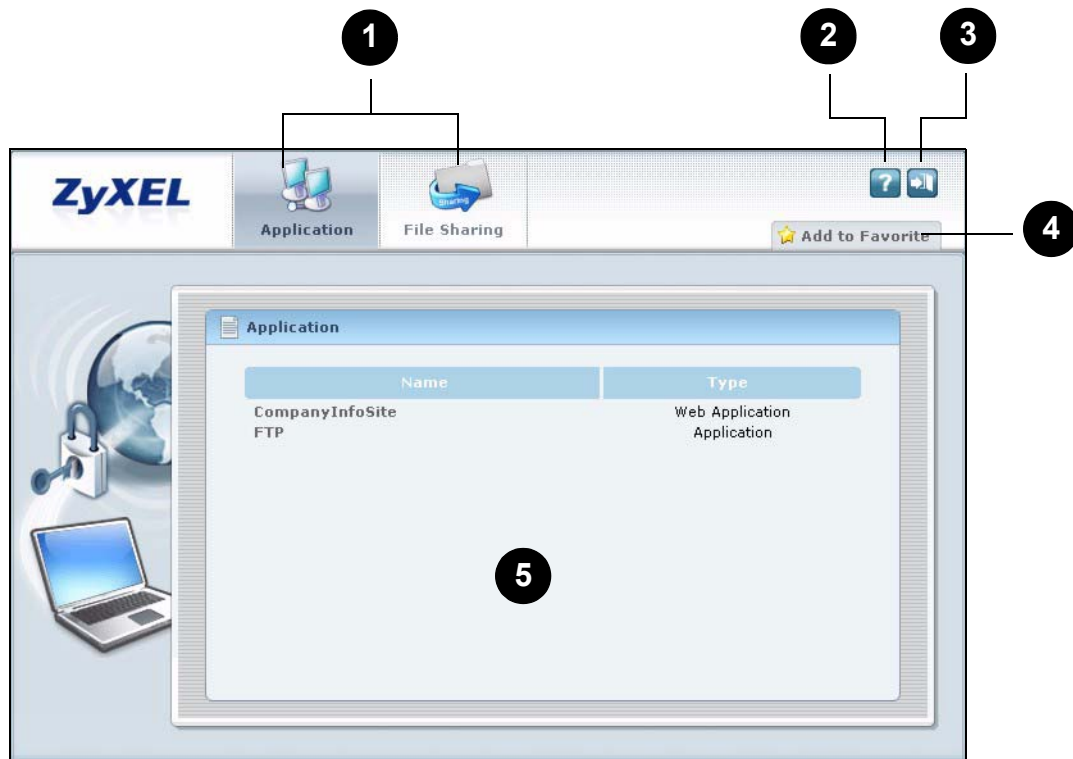 1
2
3
ZyXEL
Sharing
Application
File Sharing
?
Add to Favorite
4
Application
Name
Type
CompanyInfoSite
Web Application
FTP
Application
5